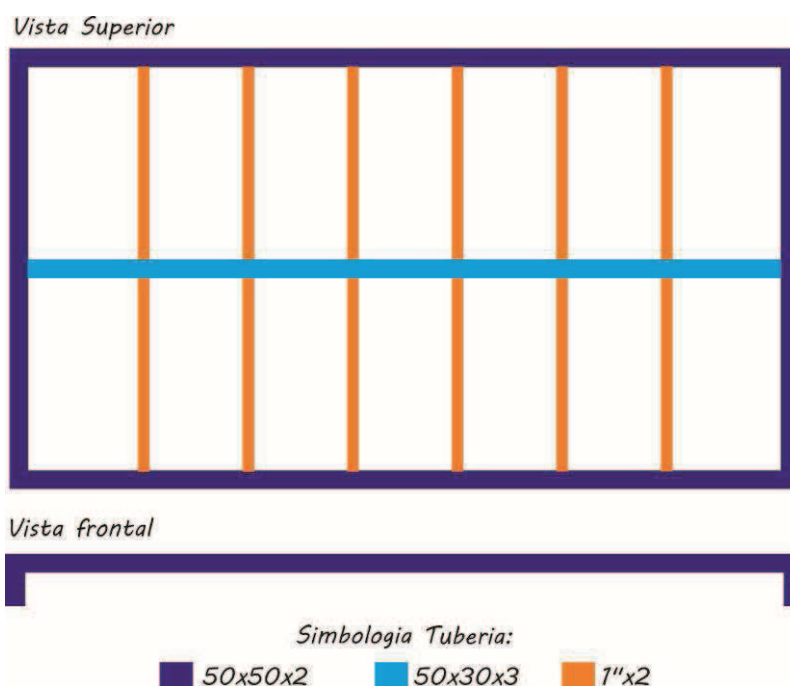 Vista Superior
Vista frontal
Simbologia Tuberia:
50x50x2 50x30x3 1"x2